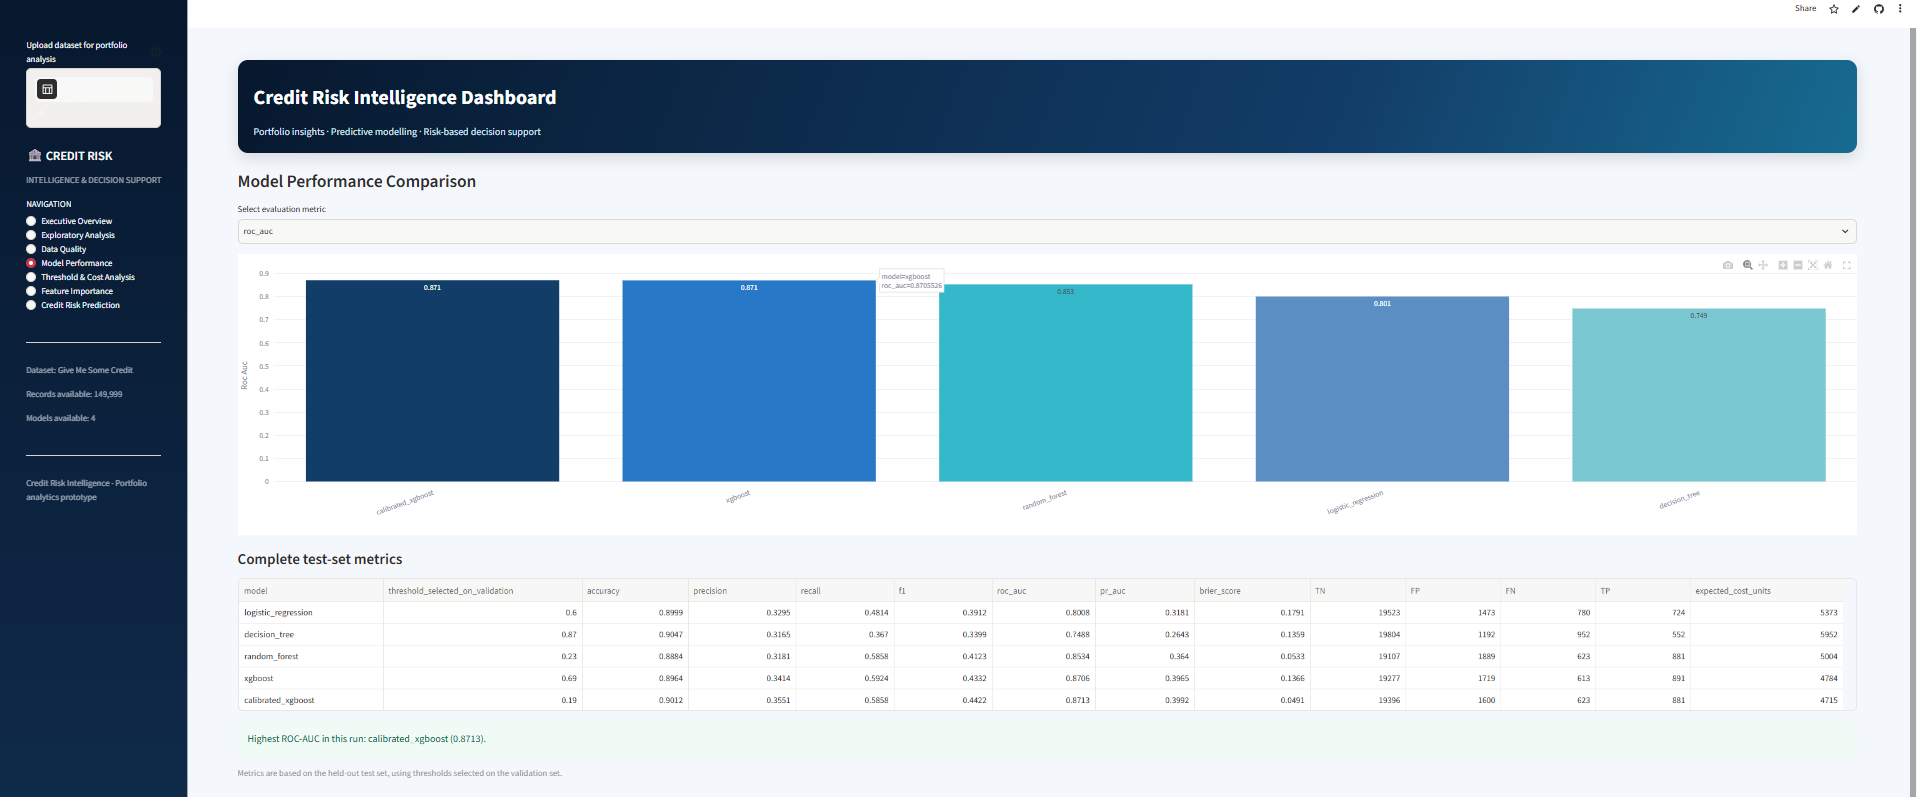 Share
Upload dataset for portfolio
analysis
CREDIT RISK
INTELLIGENCE & DECISION SUPPORT
NAVIGATION
Executive Overview
Exploratory Analysis
Data Quality
Model Performance
Threshold & Cost Analysis
Feature Importance
Credit Risk Prediction
Dataset: Give Me Some Credit
Records available: 149,999
Models available: 4
Credit Risk Intelligence · Portfolio
analytics prototype
Credit Risk Intelligence Dashboard
Portfolio insights · Predictive modelling · Risk-based decision support
Model Performance Comparison
Select evaluation metric
roc_auc
0.9
0.8
0.7
0.6
0.5
0.4
0.3
0.2
0.1
0
Roc Auc
0.871
0.871
model=xgboost
roc_auc=0.8705526
0.853
0.801
0.749
calibrated_xgboost
xgboost
random_forest
logistic_regression
decision_tree
Complete test-set metrics
model threshold_selected_on_validation accuracy precision recall f1 roc_auc pr_auc brier_score TN FP FN TP expected_cost_units
logistic_regression 0.6 0.8999 0.3295 0.4814 0.3912 0.8008 0.3181 0.1791 19523 1473 780 724 5373
decision_tree 0.87 0.9047 0.3165 0.367 0.3399 0.7488 0.2643 0.1359 19804 1192 952 552 5952
random_forest 0.23 0.8884 0.3181 0.5858 0.4123 0.8534 0.364 0.0533 19107 1889 623 881 5004
xgboost 0.69 0.8964 0.3414 0.5924 0.4332 0.8706 0.3965 0.1366 19277 1719 613 891 4784
calibrated_xgboost 0.19 0.9012 0.3551 0.5858 0.4422 0.8713 0.3992 0.0491 19396 1600 623 881 4715
Highest ROC-AUC in this run: calibrated_xgboost (0.8713).
Metrics are based on the held-out test set, using thresholds selected on the validation set.